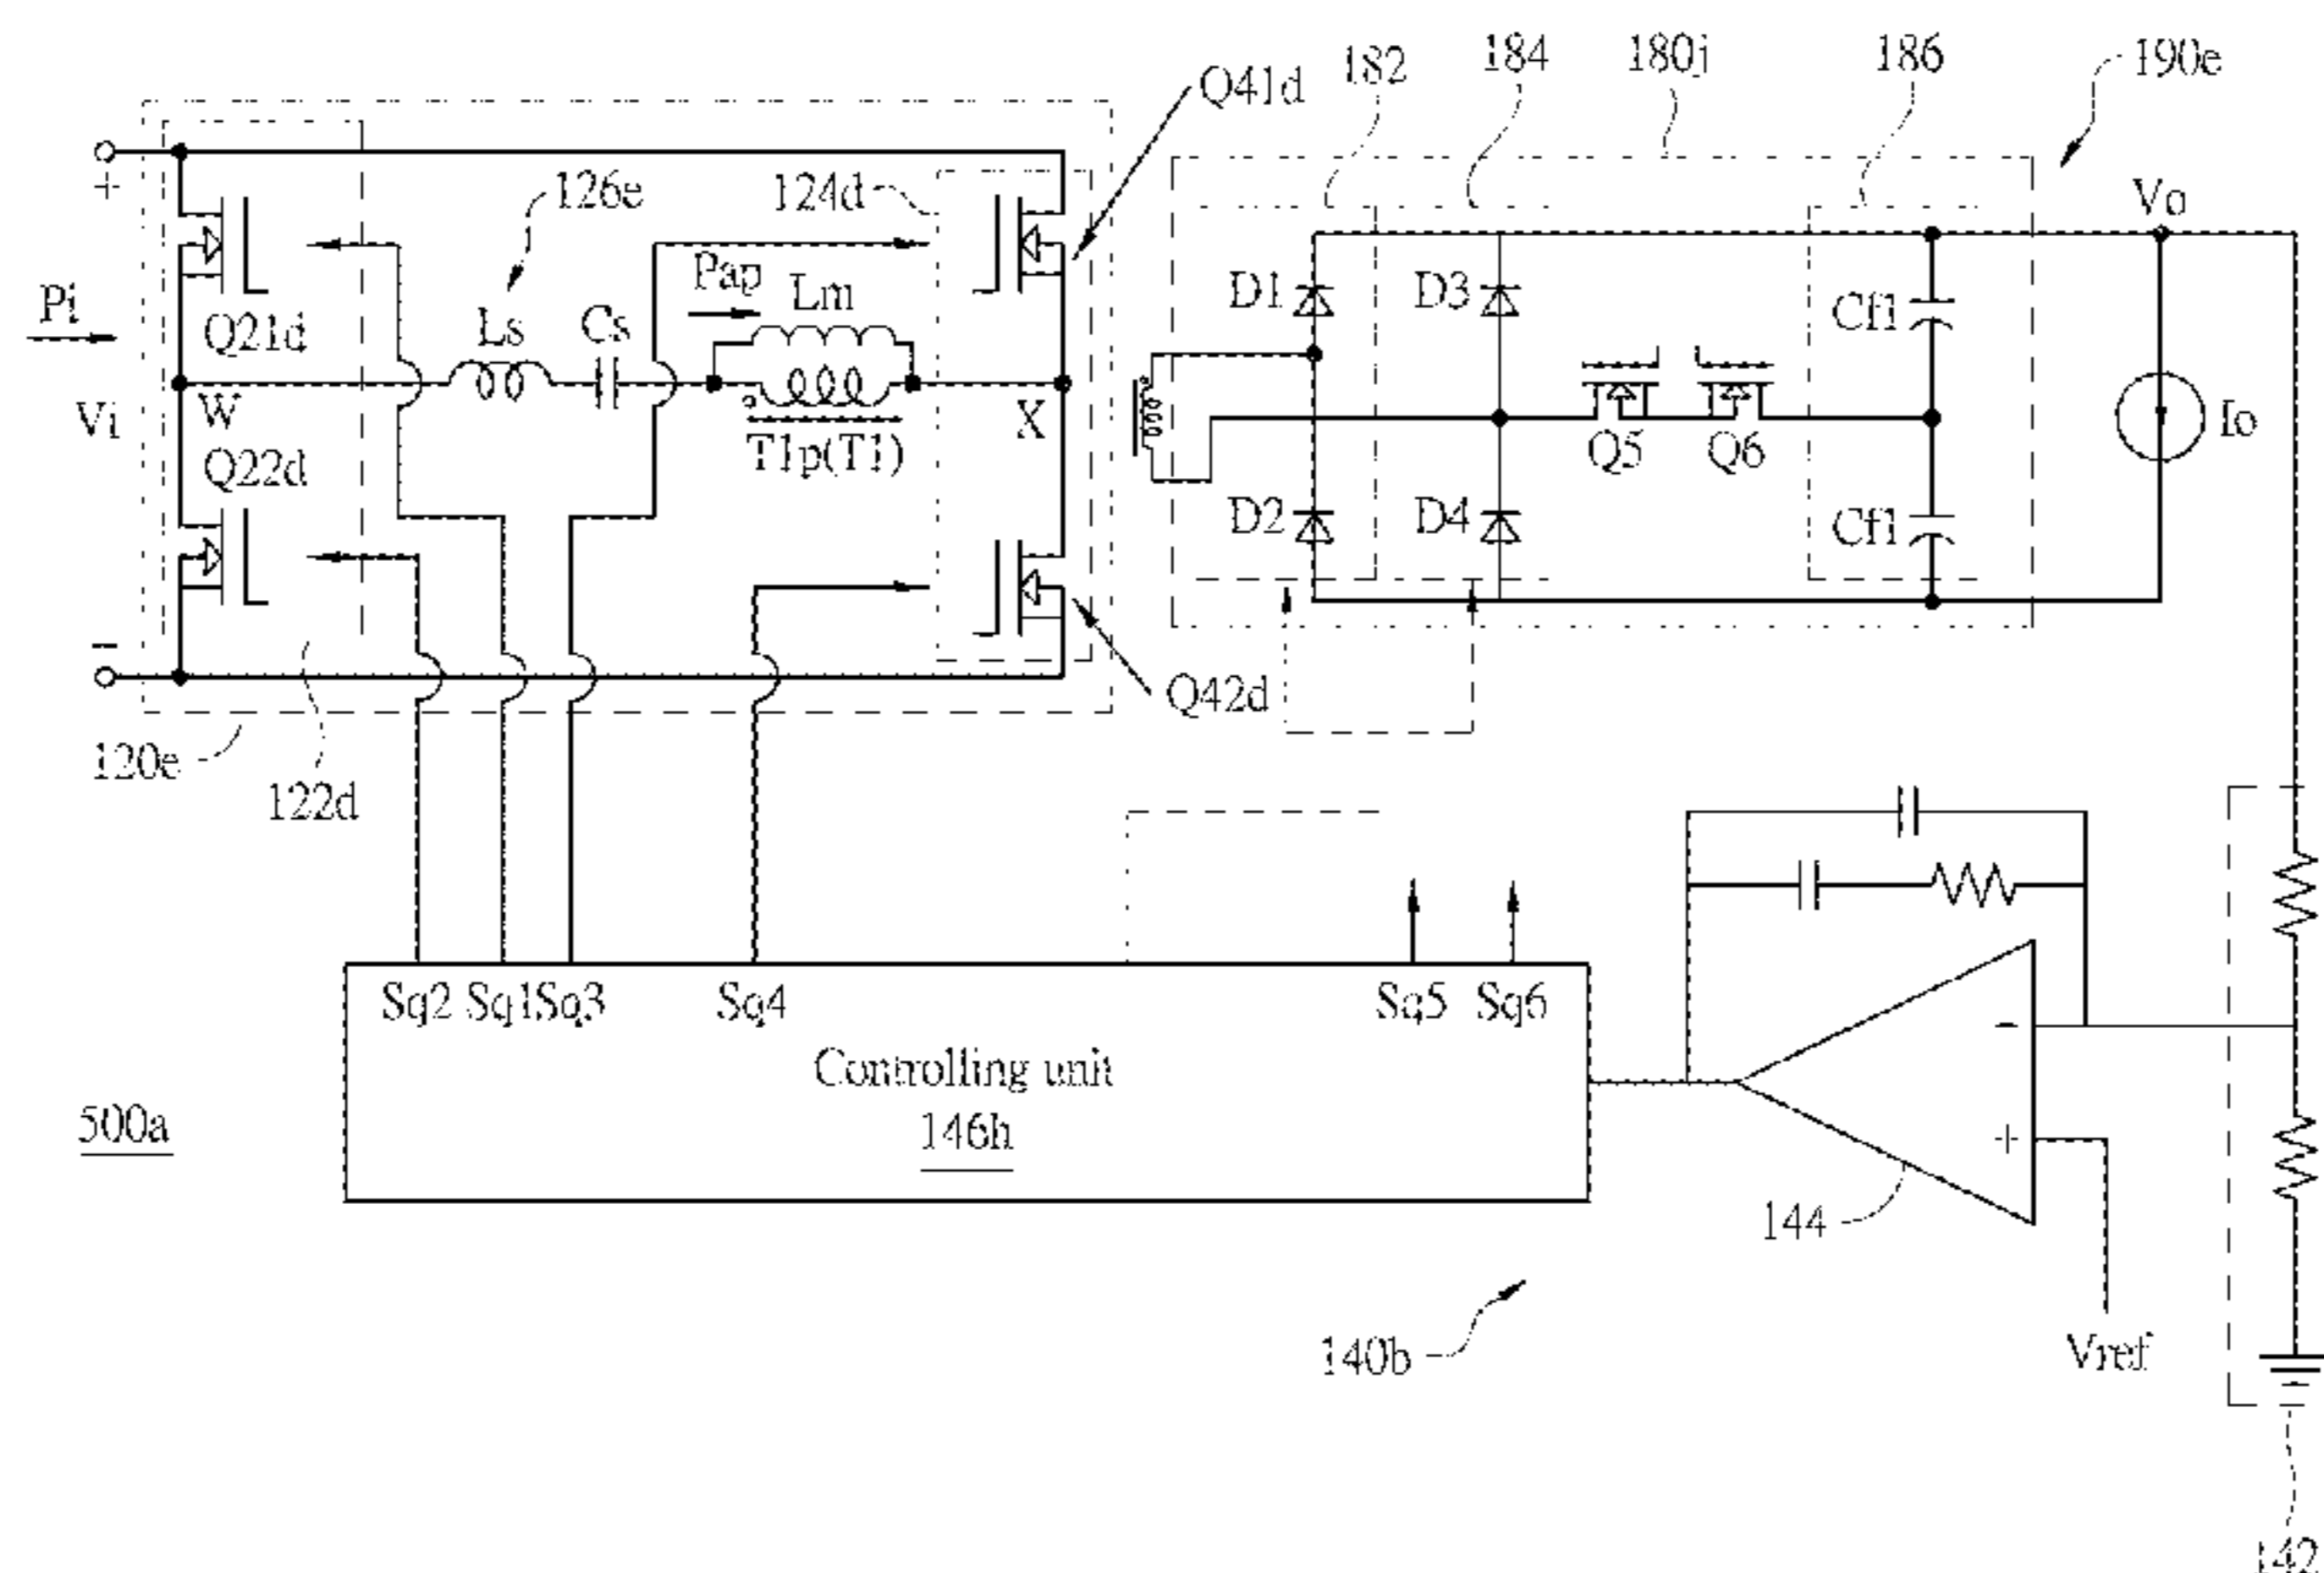 182
184
180j
186
190e
Q41d
+
126e
124d
Vo
Pi
Q21d
Ls
Cs
Pap
Lm
D1
D3
Cf1
Vi
W
T1p(T1)
X
Q5
Q6
Io
Q22d
D2
D4
Cf1
−
Q42d
120e
122d
Sq2 Sq1 Sq3 Sq4 Sq5 Sq6
−
Controlling unit
146h
+
500a
144
140b
Vref
142